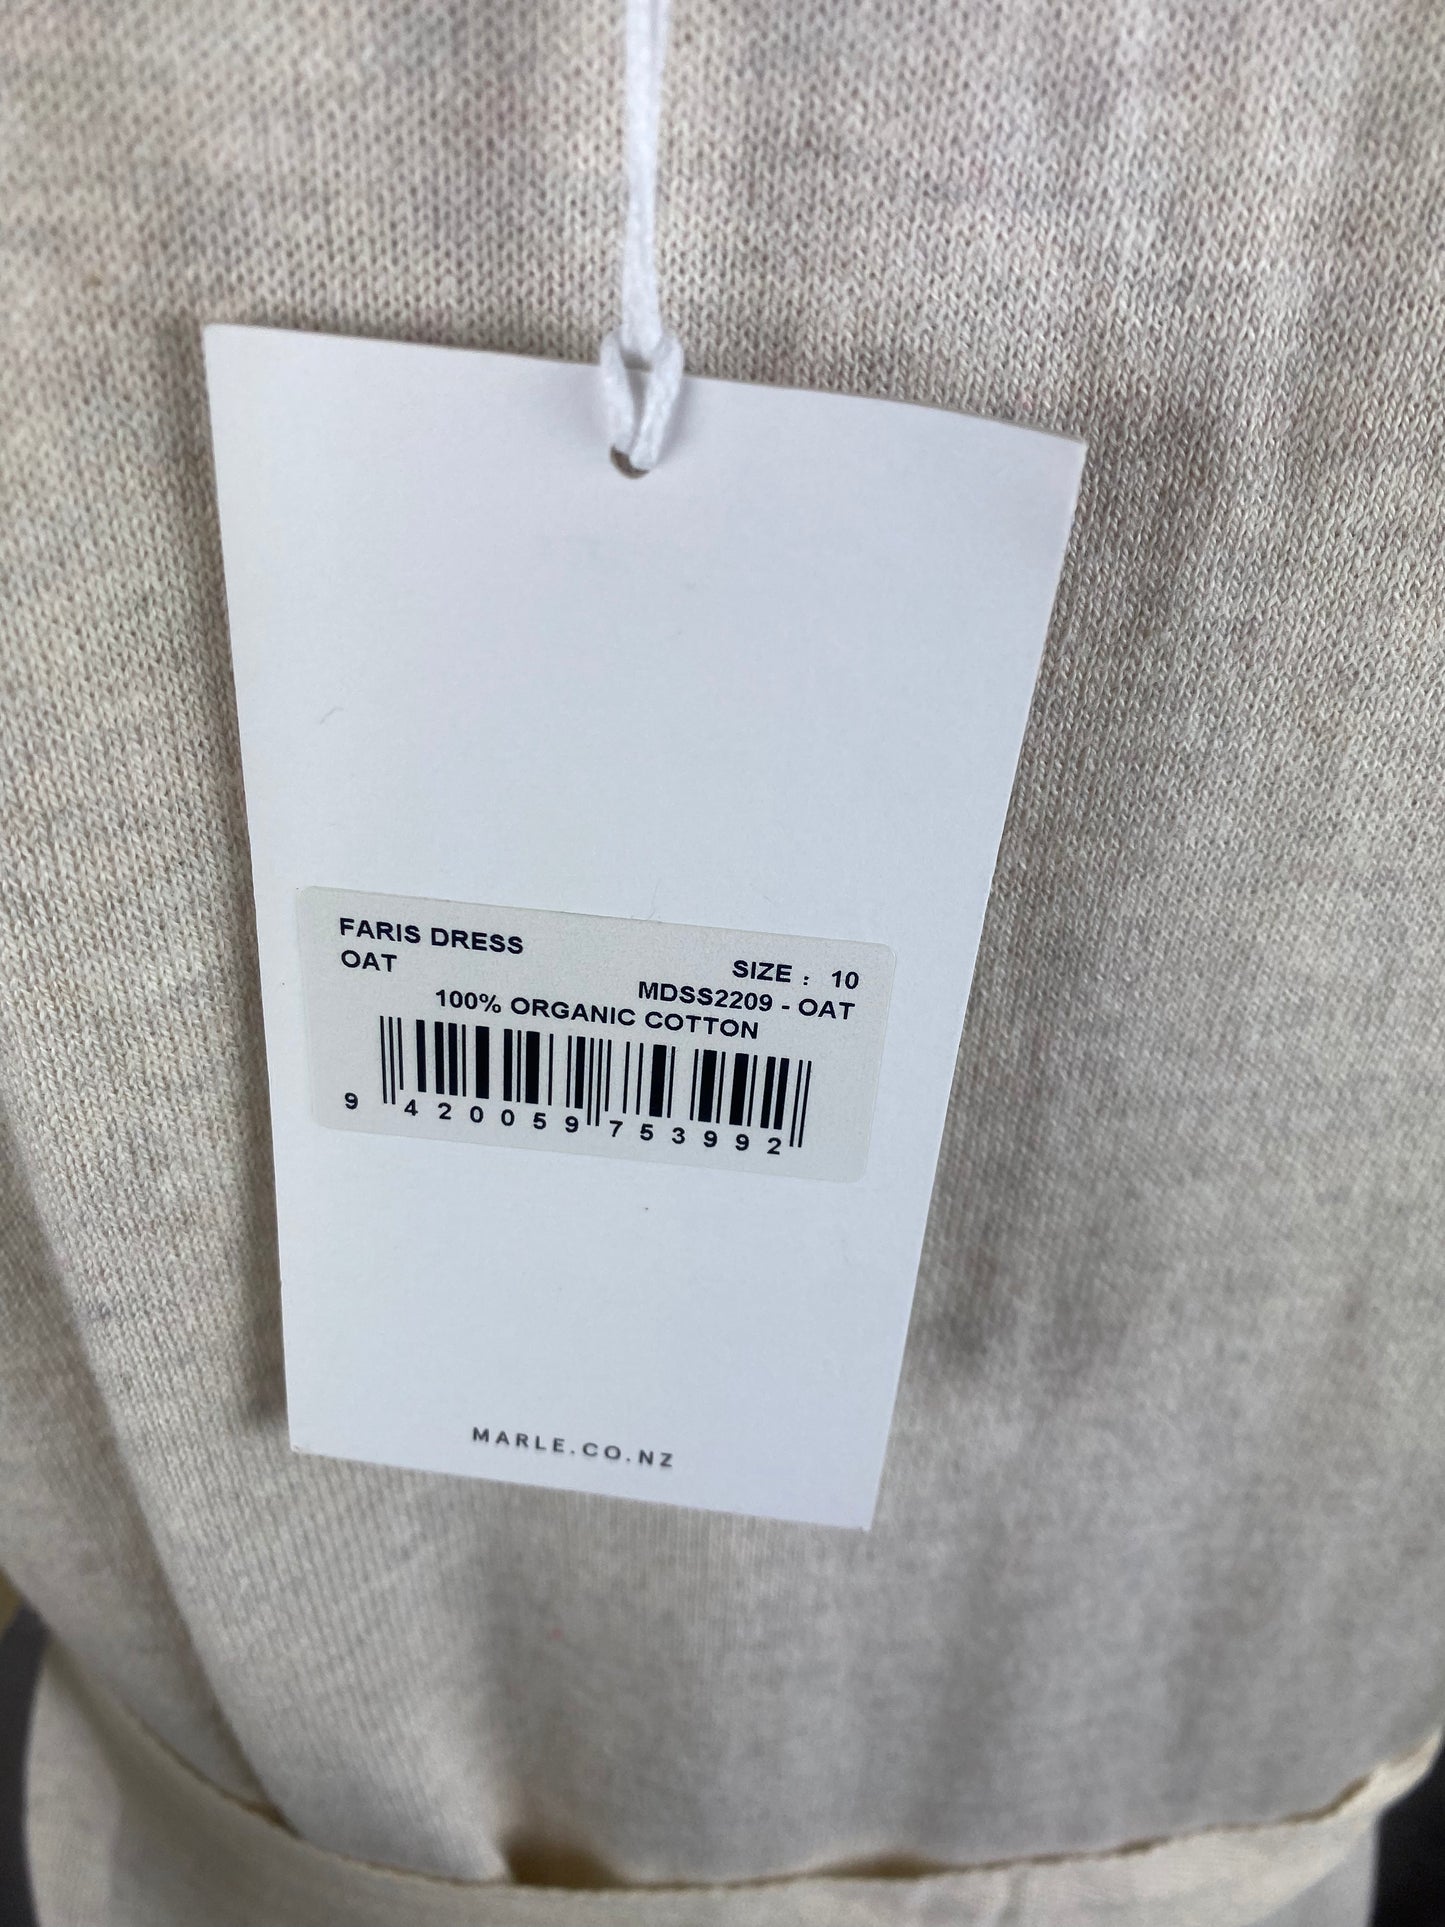 FARIS DRESS
OAT
SIZE : 10
MDSS2209 - OAT
100% ORGANIC COTTON
9 420059 753992
MARLE.CO.NZ